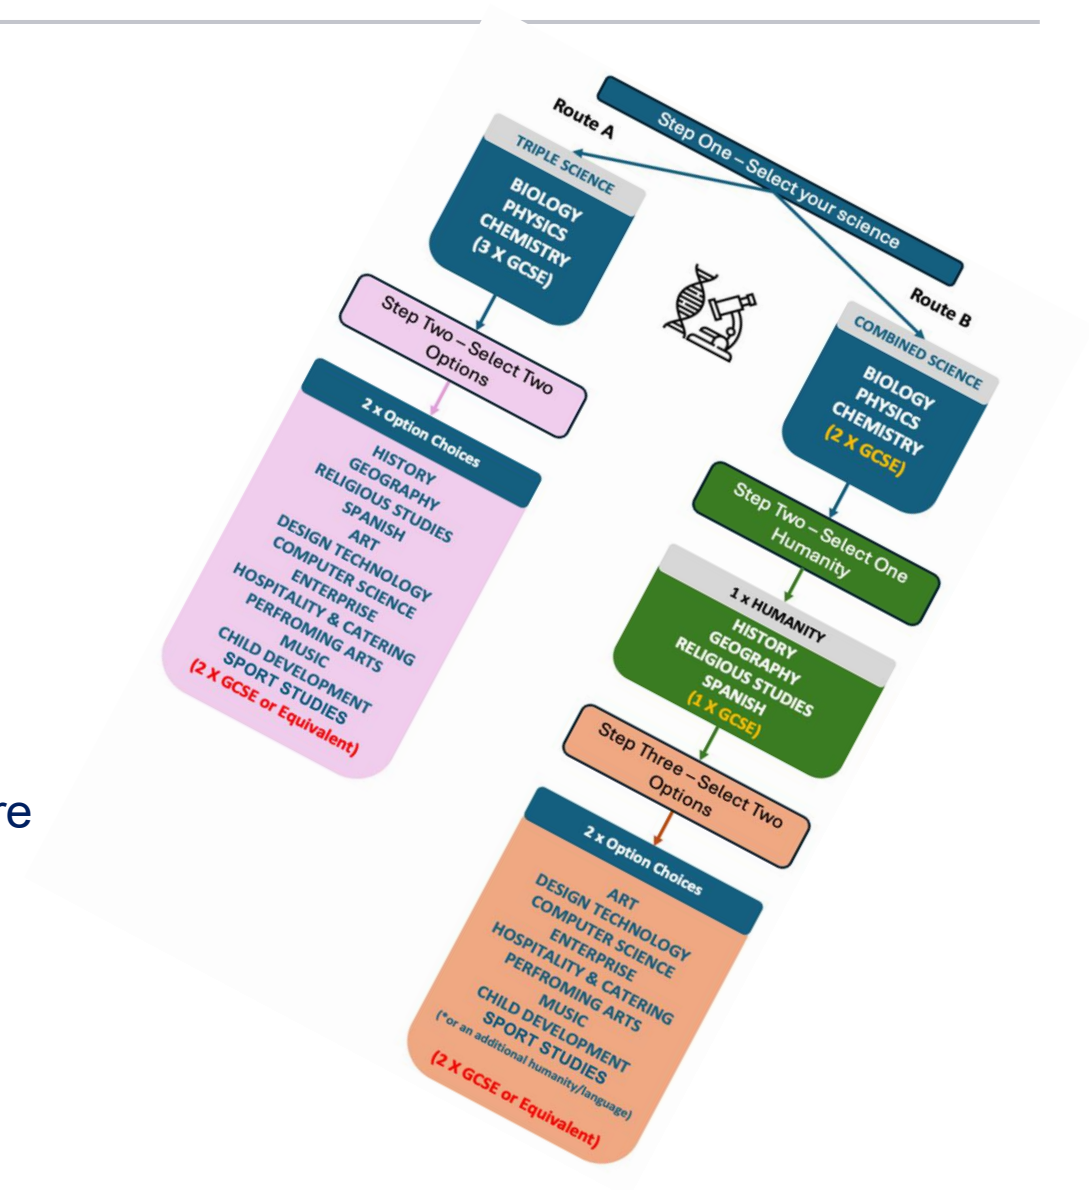 Step One – Select your science
Route A
TRIPLE SCIENCE
BIOLOGY
PHYSICS
CHEMISTRY
(3 X GCSE)
Step Two – Select Two
Options
2 x Option Choices
HISTORY
GEOGRAPHY
RELIGIOUS STUDIES
SPANISH
ART
DESIGN TECHNOLOGY
COMPUTER SCIENCE
ENTERPRISE
HOSPITALITY & CATERING
PERFROMING ARTS
MUSIC
CHILD DEVELOPMENT
SPORT STUDIES
(2 X GCSE or Equivalent)
Route B
COMBINED SCIENCE
BIOLOGY
PHYSICS
CHEMISTRY
(2 X GCSE)
Step Two – Select One
Humanity
1 x HUMANITY
HISTORY
GEOGRAPHY
RELIGIOUS STUDIES
SPANISH
(1 X GCSE)
Step Three – Select Two
Options
2 x Option Choices
ART
DESIGN TECHNOLOGY
COMPUTER SCIENCE
ENTERPRISE
HOSPITALITY & CATERING
PERFROMING ARTS
MUSIC
CHILD DEVELOPMENT
SPORT STUDIES
(*or an additional humanity/language)
(2 X GCSE or Equivalent)
re